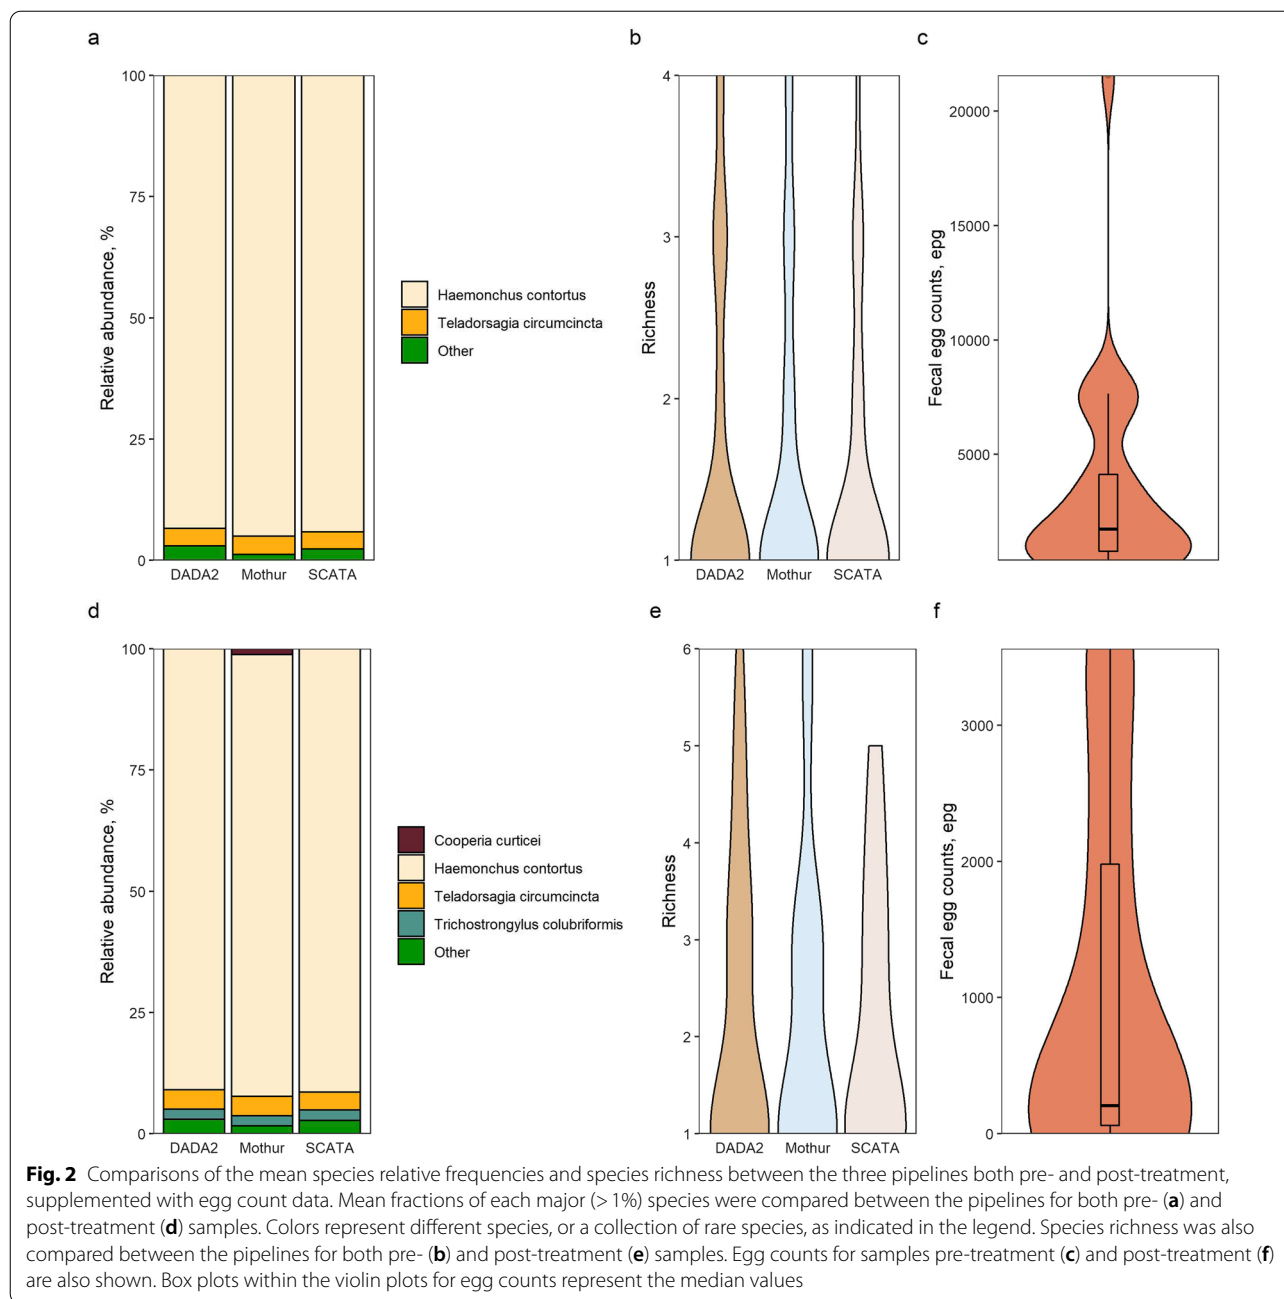 a
100
75
50
25
0
Relative abundance, %
DADA2 Mothur SCATA
Haemonchus contortus
Teladorsagia circumcincta
Other
b
4
3
2
1
Richness
DADA2 Mothur SCATA
c
20000
15000
10000
5000
Fecal egg counts, epg
d
100
75
50
25
0
Relative abundance, %
DADA2 Mothur SCATA
Cooperia curticei
Haemonchus contortus
Teladorsagia circumcincta
Trichostrongylus colubriformis
Other
e
6
5
4
3
2
1
Richness
DADA2 Mothur SCATA
f
3000
2000
1000
0
Fecal egg counts, epg
Fig. 2 Comparisons of the mean species relative frequencies and species richness between the three pipelines both pre- and post-treatment,
supplemented with egg count data. Mean fractions of each major (> 1%) species were compared between the pipelines for both pre- (a) and
post-treatment (d) samples. Colors represent different species, or a collection of rare species, as indicated in the legend. Species richness was also
compared between the pipelines for both pre- (b) and post-treatment (e) samples. Egg counts for samples pre-treatment (c) and post-treatment (f)
are also shown. Box plots within the violin plots for egg counts represent the median values